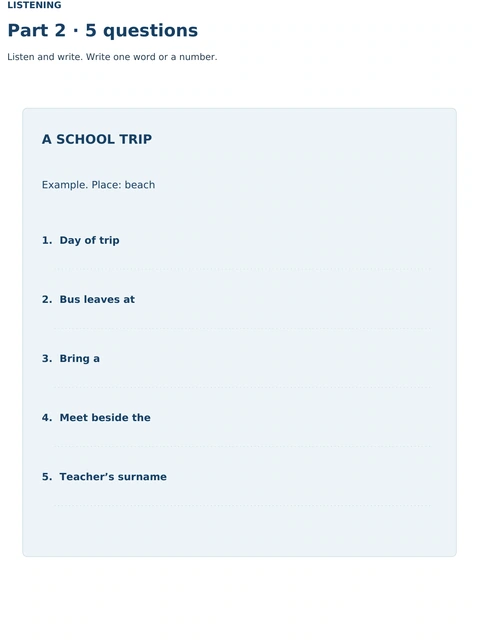 LISTENING
Part 2 · 5 questions
Listen and write. Write one word or a number.
A SCHOOL TRIP
Example. Place: beach
1. Day of trip
2. Bus leaves at
3. Bring a
4. Meet beside the
5. Teacher’s surname